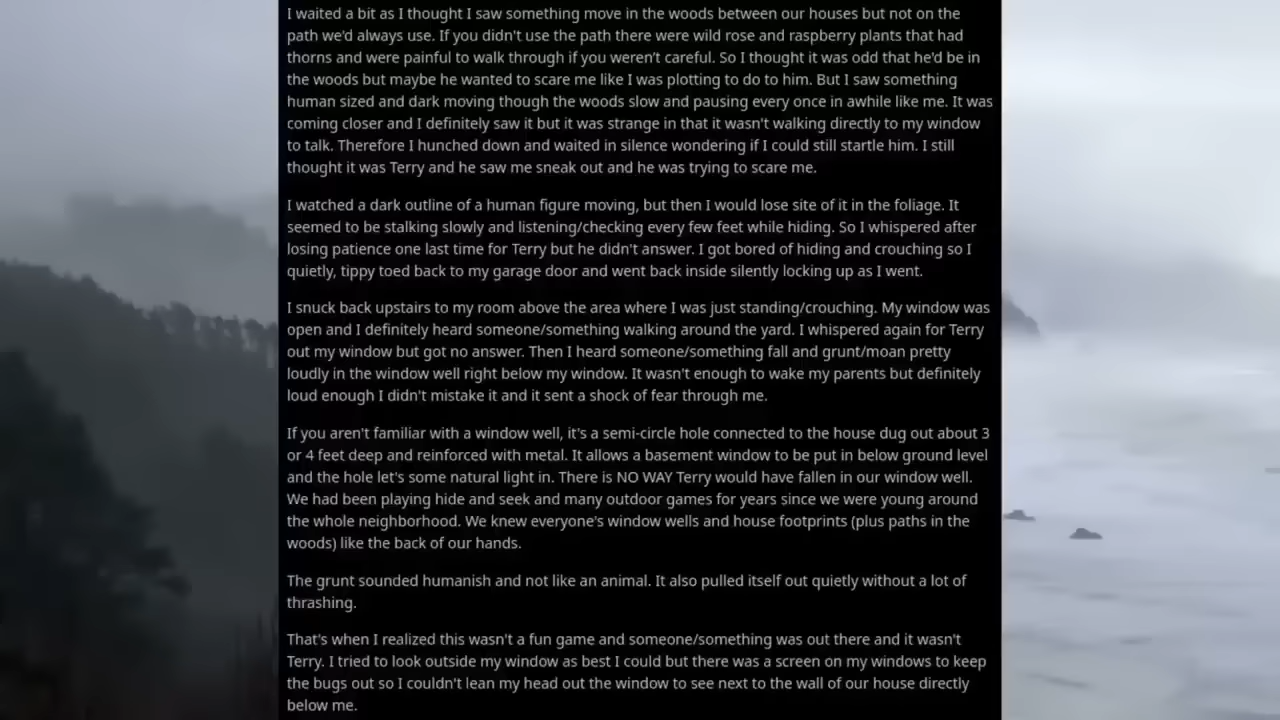 I waited a bit as I thought I saw something move in the woods between our houses but not on the
path we'd always use. If you didn't use the path there were wild rose and raspberry plants that had
thorns and were painful to walk through if you weren't careful. So I thought it was odd that he'd be in
the woods but maybe he wanted to scare me like I was plotting to do to him. But I saw something
human sized and dark moving though the woods slow and pausing every once in awhile like me. It was
coming closer and I definitely saw it but it was strange in that it wasn't walking directly to my window
to talk. Therefore I hunched down and waited in silence wondering if I could still startle him. I still
thought it was Terry and he saw me sneak out and he was trying to scare me.
I watched a dark outline of a human figure moving, but then I would lose site of it in the foliage. It
seemed to be stalking slowly and listening/checking every few feet while hiding. So I whispered after
losing patience one last time for Terry but he didn't answer. I got bored of hiding and crouching so I
quietly, tippy toed back to my garage door and went back inside silently locking up as I went.
I snuck back upstairs to my room above the area where I was just standing/crouching. My window was
open and I definitely heard someone/something walking around the yard. I whispered again for Terry
out my window but got no answer. Then I heard someone/something fall and grunt/moan pretty
loudly in the window well right below my window. It wasn't enough to wake my parents but definitely
loud enough I didn't mistake it and it sent a shock of fear through me.
If you aren't familiar with a window well, it's a semi-circle hole connected to the house dug out about 3
or 4 feet deep and reinforced with metal. It allows a basement window to be put in below ground level
and the hole let's some natural light in. There is NO WAY Terry would have fallen in our window well.
We had been playing hide and seek and many outdoor games for years since we were young around
the whole neighborhood. We knew everyone's window wells and house footprints (plus paths in the
woods) like the back of our hands.
The grunt sounded humanish and not like an animal. It also pulled itself out quietly without a lot of
thrashing.
That's when I realized this wasn't a fun game and someone/something was out there and it wasn't
Terry. I tried to look outside my window as best I could but there was a screen on my windows to keep
the bugs out so I couldn't lean my head out the window to see next to the wall of our house directly
below me.